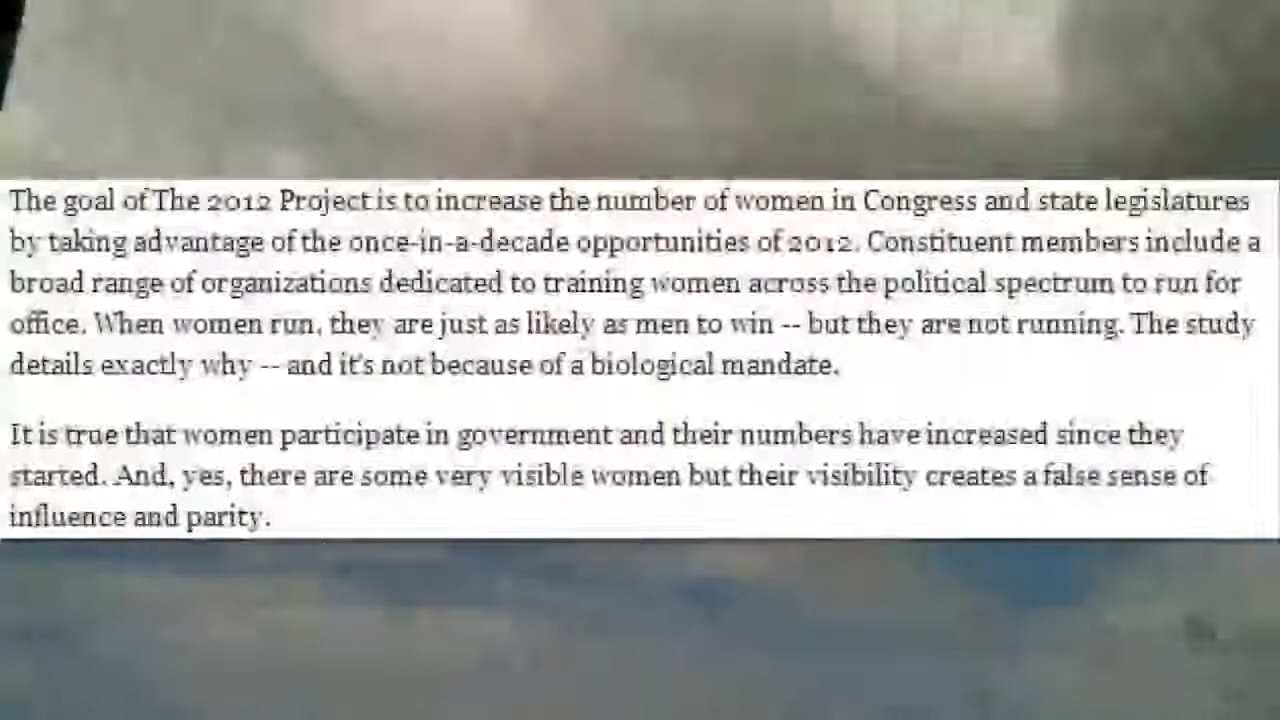 The goal of The 2012 Project is to increase the number of women in Congress and state legislatures
by taking advantage of the once-in-a-decade opportunities of 2012. Constituent members include a
broad range of organizations dedicated to training women across the political spectrum to run for
office. When women run, they are just as likely as men to win -- but they are not running. The study
details exactly why -- and it's not because of a biological mandate.
It is true that women participate in government and their numbers have increased since they
started. And, yes, there are some very visible women but their visibility creates a false sense of
influence and parity.